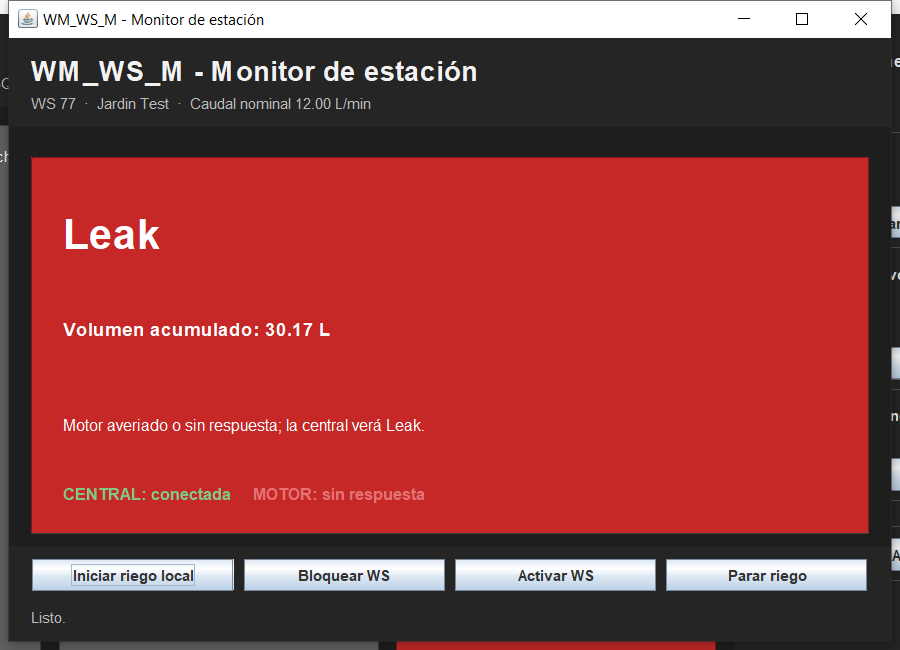 WM_WS_M - Monitor de estación
WM_WS_M - Monitor de estación
WS 77 · Jardin Test · Caudal nominal 12.00 L/min
Leak
Volumen acumulado: 30.17 L
Motor averiado o sin respuesta; la central verá Leak.
CENTRAL: conectada MOTOR: sin respuesta
Iniciar riego local Bloquear WS Activar WS Parar riego
Listo.